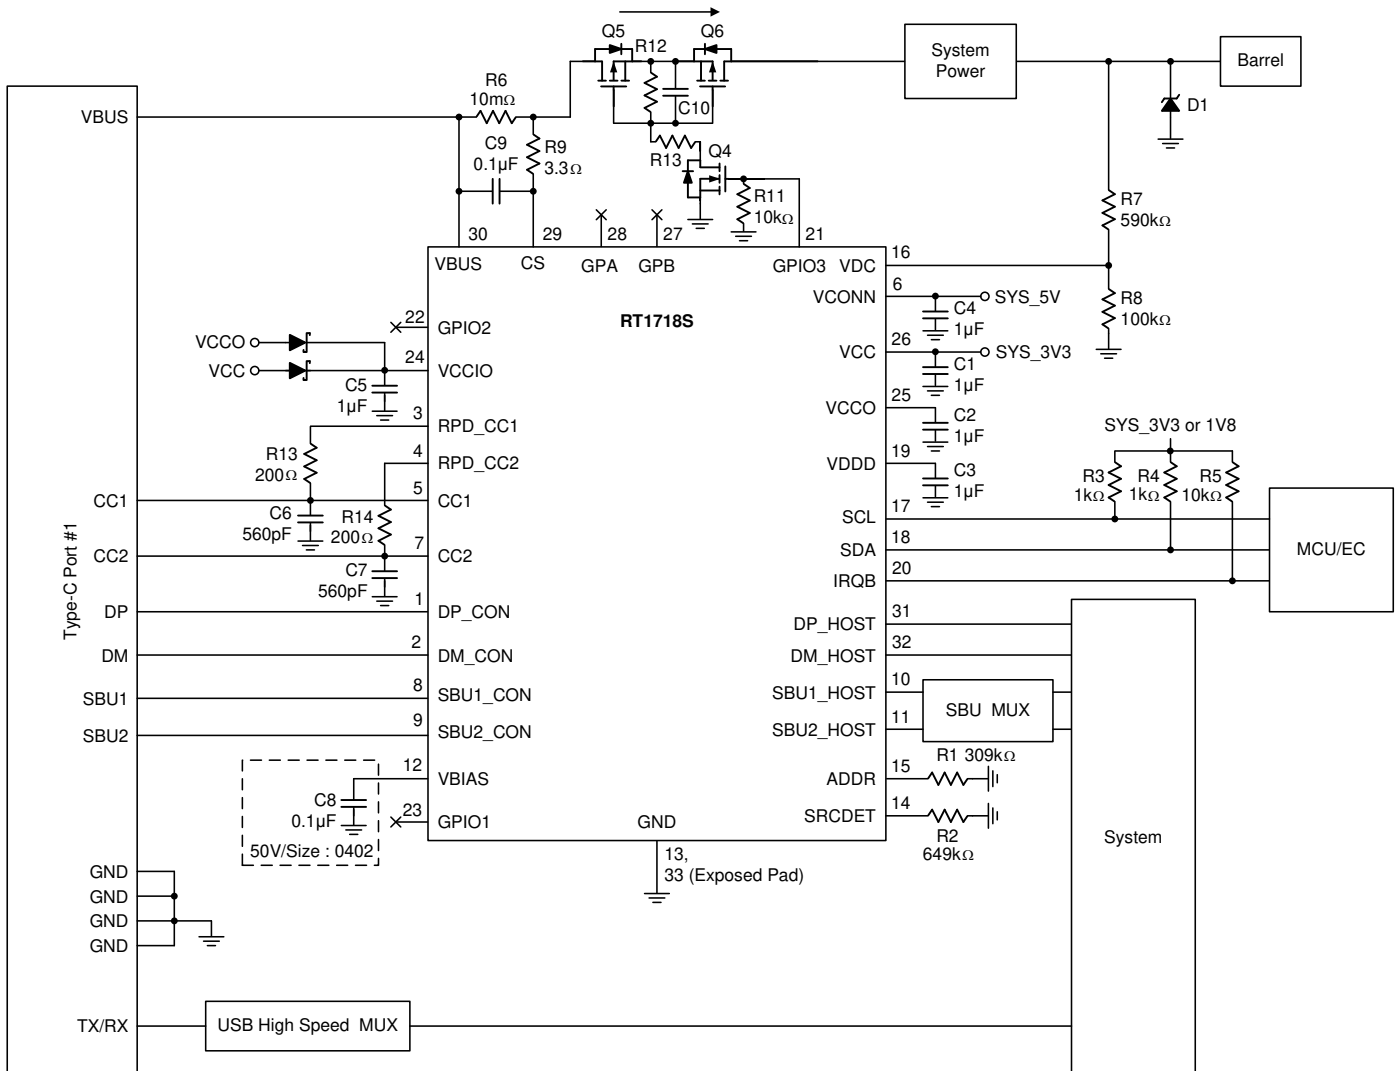 Q5
Q6
R12
C10
System
Power
Barrel
D1
VBUS
R6
10mΩ
C9
0.1µF
R9
3.3Ω
R13
Q4
R11
10kΩ
R7
590kΩ
R8
100kΩ
30
29
28
27
21
VBUS
CS
GPA
GPB
GPIO3
VDC
16
VCONN
6
SYS_5V
C4
1µF
RT1718S
22
GPIO2
VCCO
VCC
24
VCCIO
C5
1µF
VCC
26
SYS_3V3
C1
1µF
VCCO
25
C2
1µF
VDDD
19
C3
1µF
3
RPD_CC1
R13
200Ω
4
RPD_CC2
CC1
5
CC1
C6
560pF
R14
200Ω
CC2
7
CC2
C7
560pF
SYS_3V3 or 1V8
R3
1kΩ
R4
1kΩ
R5
10kΩ
SCL
17
SDA
18
IRQB
20
MCU/EC
Type-C Port #1
DP
1
DP_CON
DM
2
DM_CON
SBU1
8
SBU1_CON
SBU2
9
SBU2_CON
DP_HOST
31
DM_HOST
32
SBU1_HOST
10
SBU2_HOST
11
SBU MUX
12
VBIAS
C8
0.1µF
50V/Size : 0402
23
GPIO1
ADDR
15
R1 309kΩ
SRCDET
14
R2
649kΩ
GND
13,
33 (Exposed Pad)
System
GND
GND
GND
GND
TX/RX
USB High Speed MUX